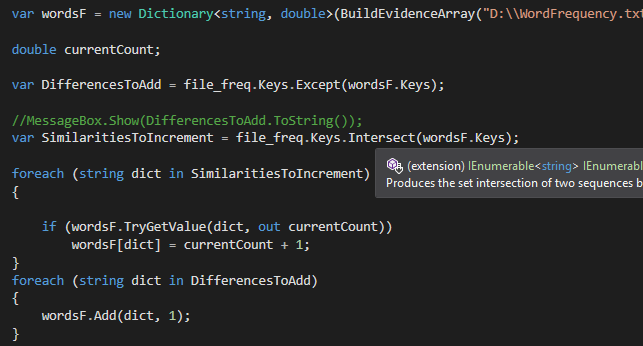 var wordsF = new Dictionary<string, double>(BuildEvidenceArray("D:\\WordFrequency.txt
double currentCount;
var DifferencesToAdd = file_freq.Keys.Except(wordsF.Keys);
//MessageBox.Show(DifferencesToAdd.ToString());
var SimilaritiesToIncrement = file_freq.Keys.Intersect(wordsF.Keys);
foreach (string dict in SimilaritiesToIncrement)
(extension) IEnumerable<string> IEnumerabl
Produces the set intersection of two sequences b
{
if (wordsF.TryGetValue(dict, out currentCount))
wordsF[dict] = currentCount + 1;
}
foreach (string dict in DifferencesToAdd)
{
wordsF.Add(dict, 1);
}